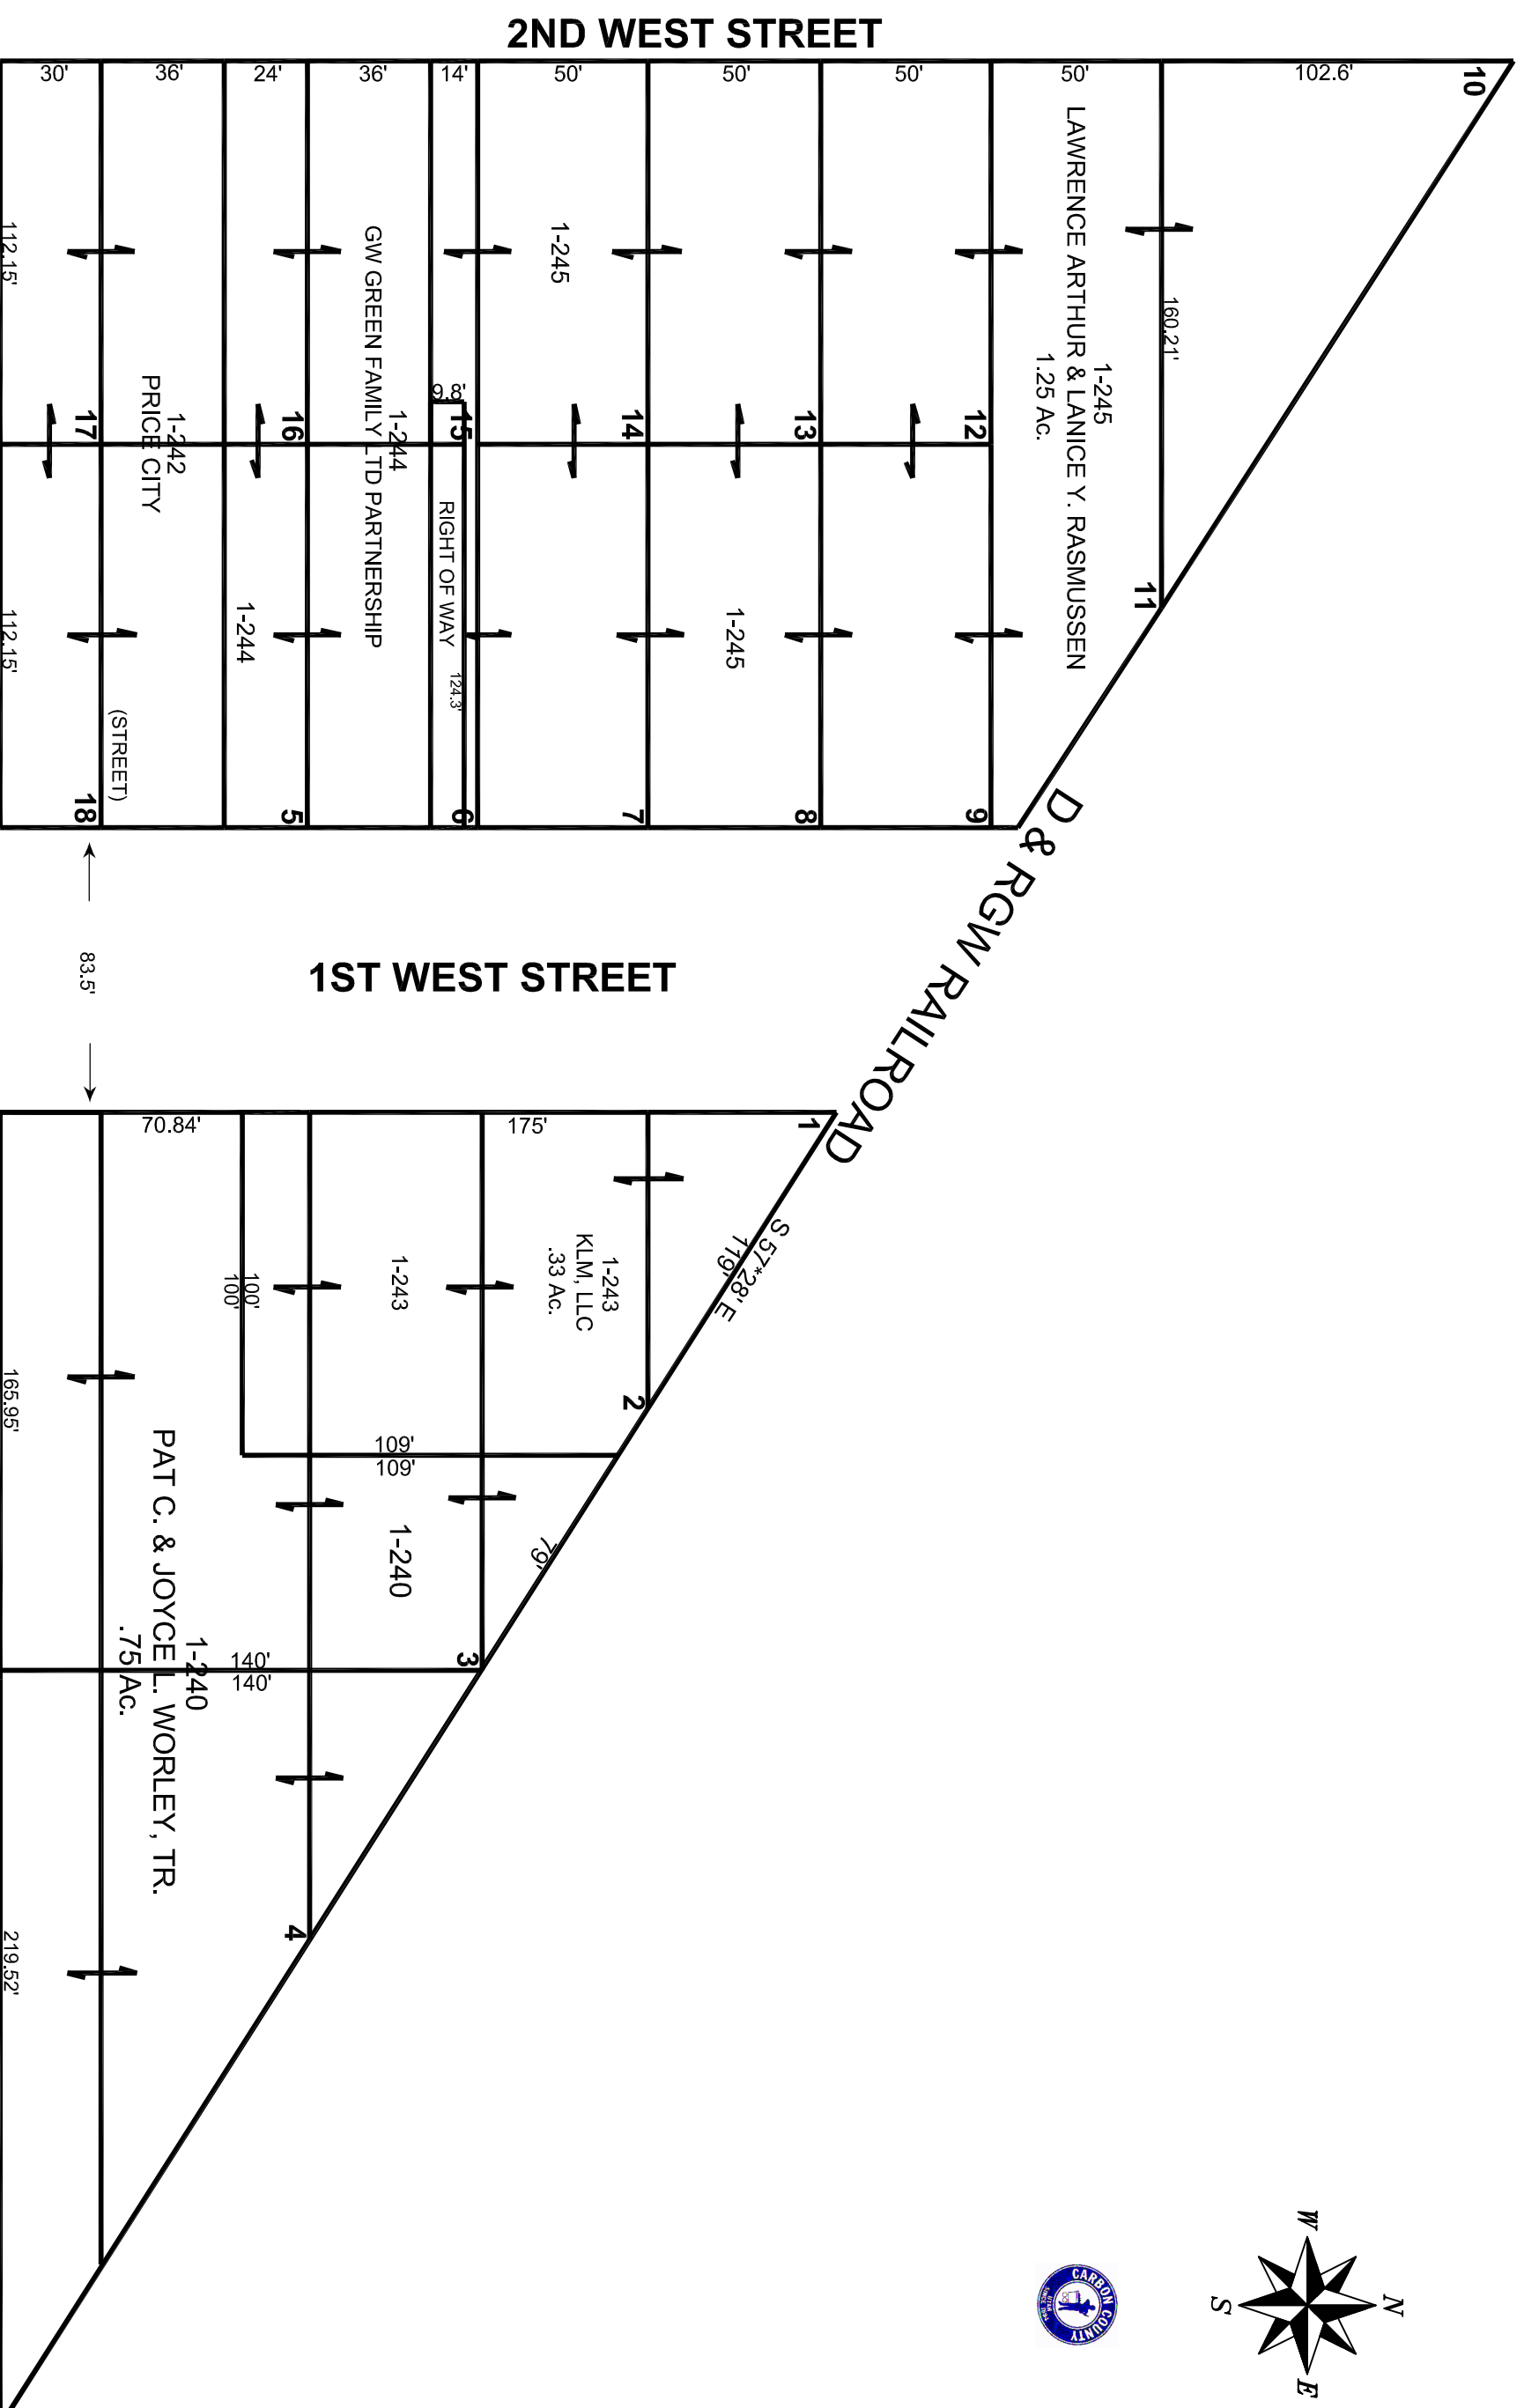 2ND WEST STREET
30'
36'
24'
36'
14'
50'
50'
50'
50'
102.6'
10
LAWRENCE ARTHUR & LANICE Y. RASMUSSEN
1-245
1.25 Ac.
160.21'
11
1-245
112.15'
17
1-242
PRICE CITY
16
1-244
GW GREEN FAMILY LTD PARTNERSHIP
9.8'
15
14
13
12
RIGHT OF WAY
124.3'
1-244
1-245
112.15'
(STREET)
18
5
6
7
8
9
D & RGW RAILROAD
83.5'
1ST WEST STREET
70.84'
175'
1
S 57*28' E
119'
1-243
KLM, LLC
.33 Ac.
1-243
100'
100'
2
109'
109'
165.95'
1-240
79'
3
140'
140'
1-240
PAT C. & JOYCE L. WORLEY, TR.
.75 Ac.
4
219.52'
N
W
E
S
CARBON COUNTY